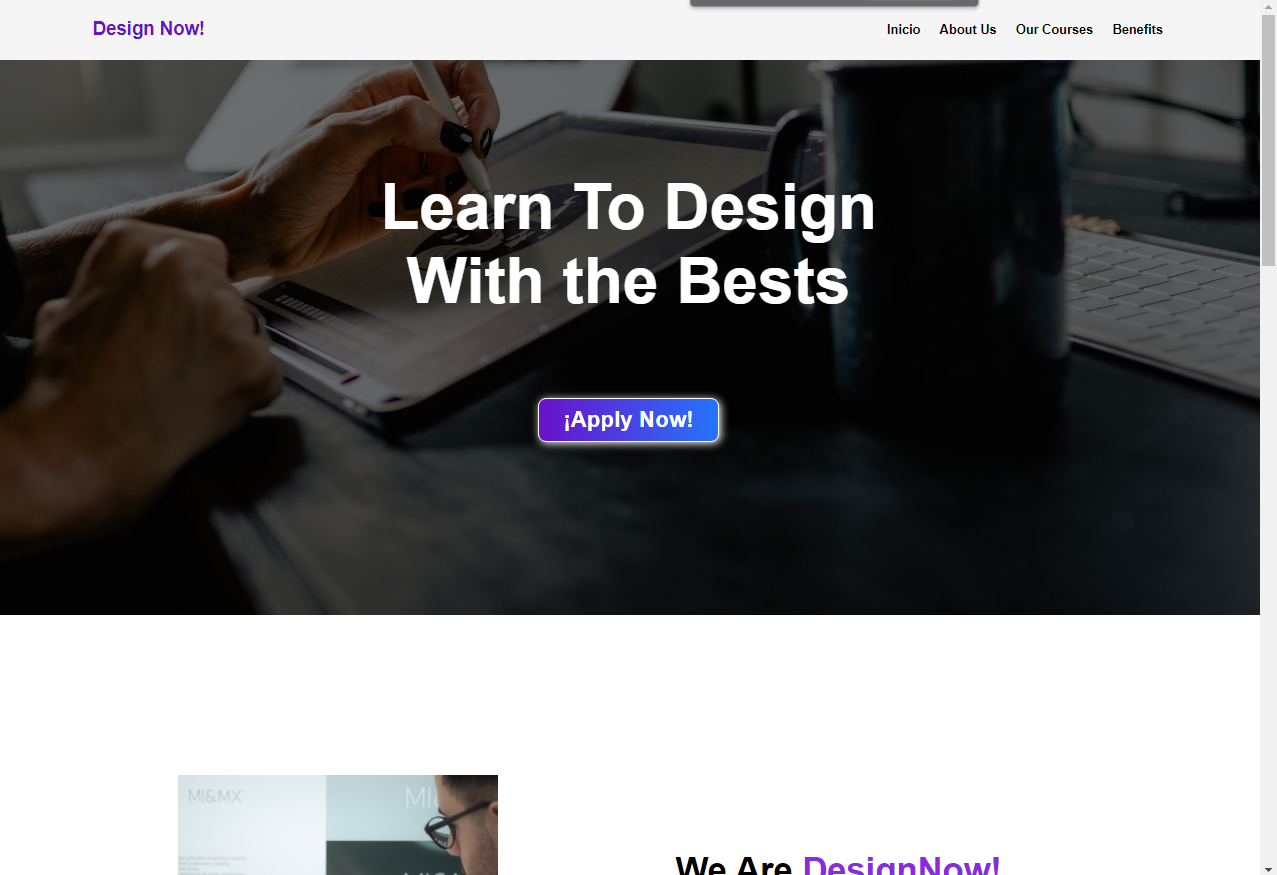 Design Now!
Inicio About Us Our Courses Benefits
Learn To Design
With the Bests
¡Apply Now!
MI&MX
We Are DesignNow!